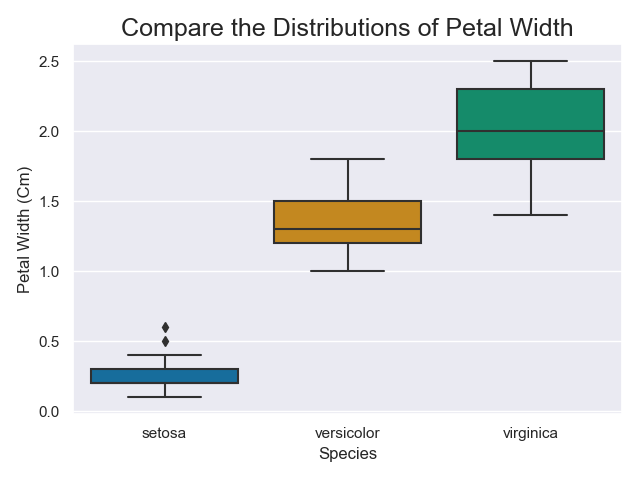 Compare the Distributions of Petal Width
2.5
2.0
1.5
1.0
0.5
0.0
Petal Width (Cm)
setosa versicolor virginica
Species